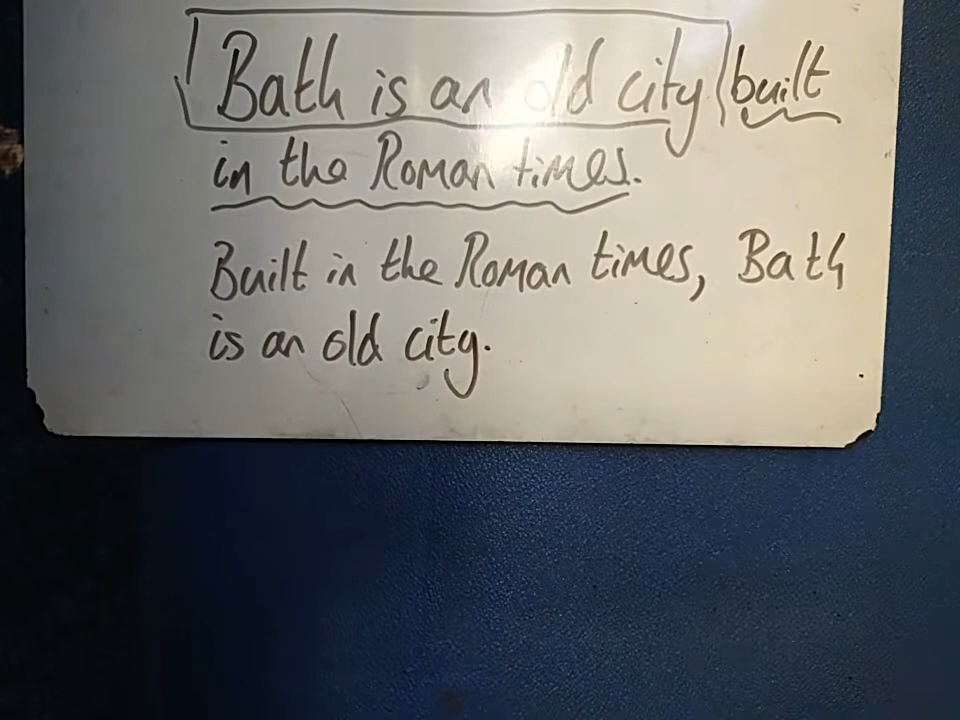 Bath is an old city built
in the Roman times.
Built in the Roman times, Bath
is an old city.